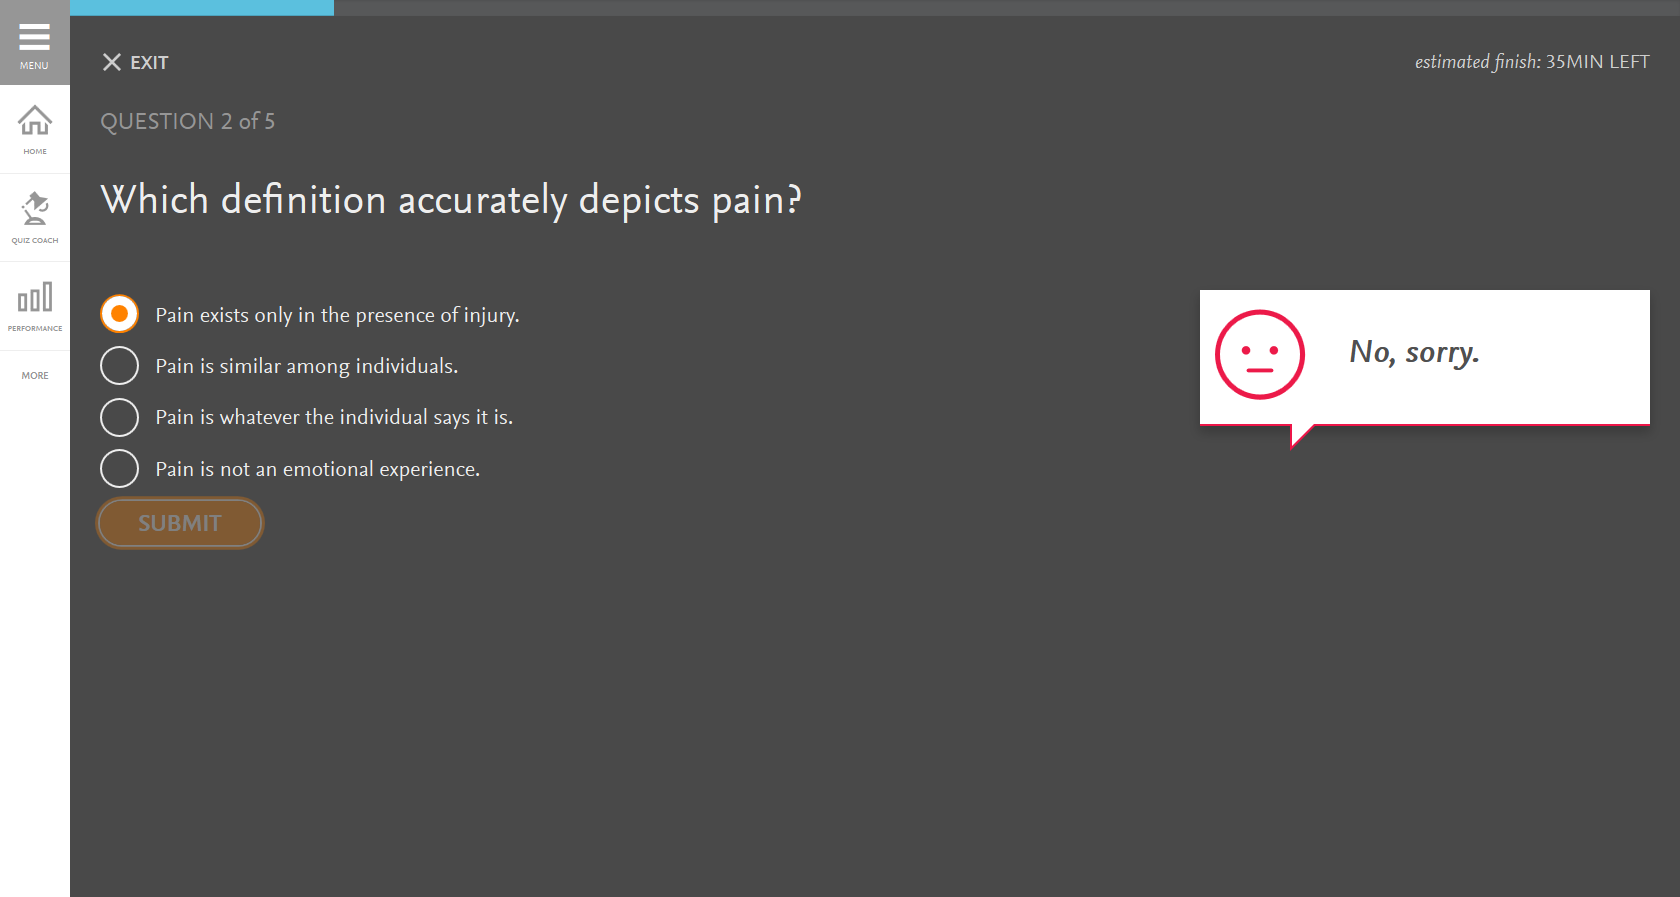 MENU
HOME
QUIZ COACH
PERFORMANCE
MORE
EXIT
estimated finish: 35MIN LEFT
QUESTION 2 of 5
Which definition accurately depicts pain?
Pain exists only in the presence of injury.
Pain is similar among individuals.
Pain is whatever the individual says it is.
Pain is not an emotional experience.
SUBMIT
No, sorry.